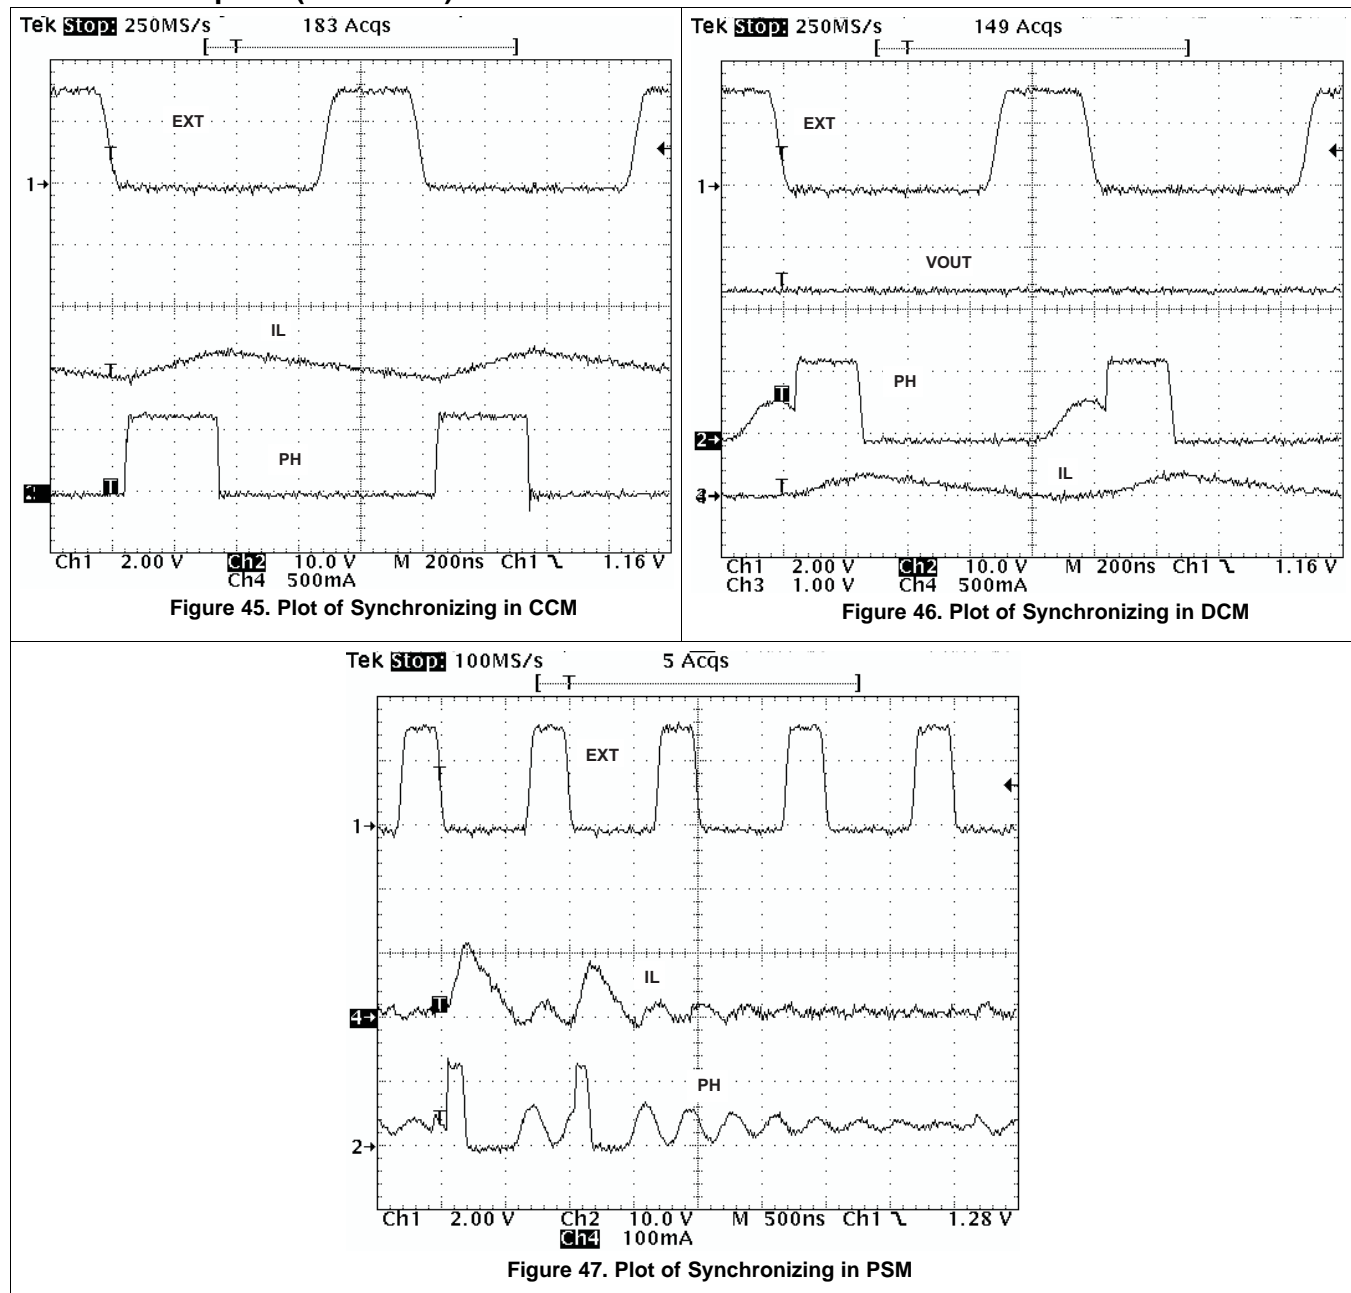 Tek Stop: 250MS/s 183 Acqs
[ T ]
EXT
T
1
IL
T
PH
T
Ch1 2.00 V Ch2 10.0 V M 200ns Ch1 1.16 V
Ch4 500mA
Figure 45. Plot of Synchronizing in CCM
Tek Stop: 250MS/s 149 Acqs
[ T ]
EXT
T
1
VOUT
T
T
PH
2
IL
T
Ch1 2.00 V Ch2 10.0 V M 200ns Ch1 1.16 V
Ch3 1.00 V Ch4 500mA
Figure 46. Plot of Synchronizing in DCM
Tek Stop: 100MS/s 5 Acqs
[ T ]
EXT
T
1
IL
T
4
PH
T
2
Ch1 2.00 V Ch2 10.0 V M 500ns Ch1 1.28 V
Ch4 100mA
Figure 47. Plot of Synchronizing in PSM